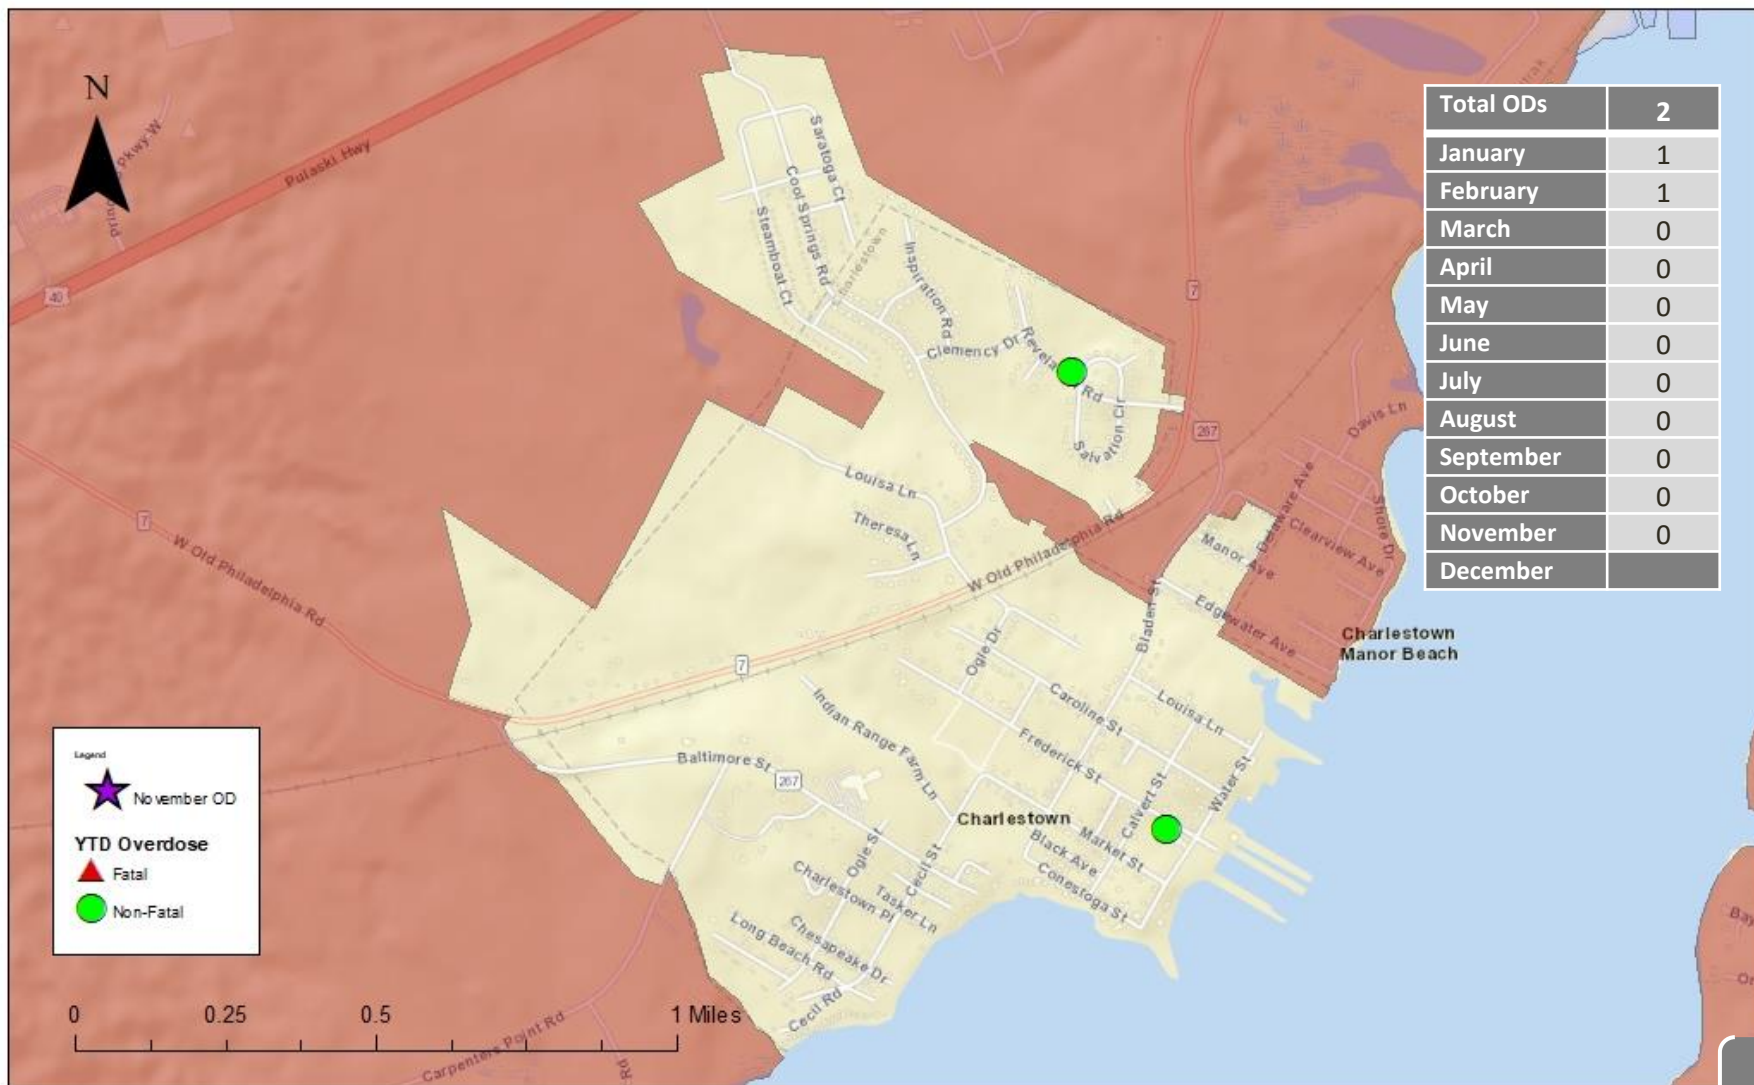 N
Pkwy W
Pulaski Hwy
40
Total ODs 2
January 1
February 1
March 0
April 0
May 0
June 0
July 0
August 0
September 0
October 0
November 0
December
Saratoga Ct
Cool Springs Rd
Steamboat Ct
Charlestown
Inspiration Rd
Clemency Dr
Rd
Salvation Cir
7
267
Davis Ln
Delaware Ave
Shore Dr
Clearview Ave
Manor Ave
Edgewater Ave
Louisa Ln
Theresa Ln
W Old Philadelphia Rd
7
W Old Philadelphia Rd
7
Bladen St
Charlestown
Manor Beach
Ogle Dr
Caroline St
Louisa Ln
Frederick St
Indian Range Farm Ln
Baltimore St
267
Calvert St
Water St
Charlestown
Market St
Black Ave
Conestoga St
Ogle St
Cecil St
Charlestown Pl
Tasker Ln
Chesapeake Dr
Long Beach Rd
Cecil Rd
Legend
November OD
YTD Overdose
Fatal
Non-Fatal
0 0.25 0.5 1 Miles
Carpenters Point Rd
Rd
Bay